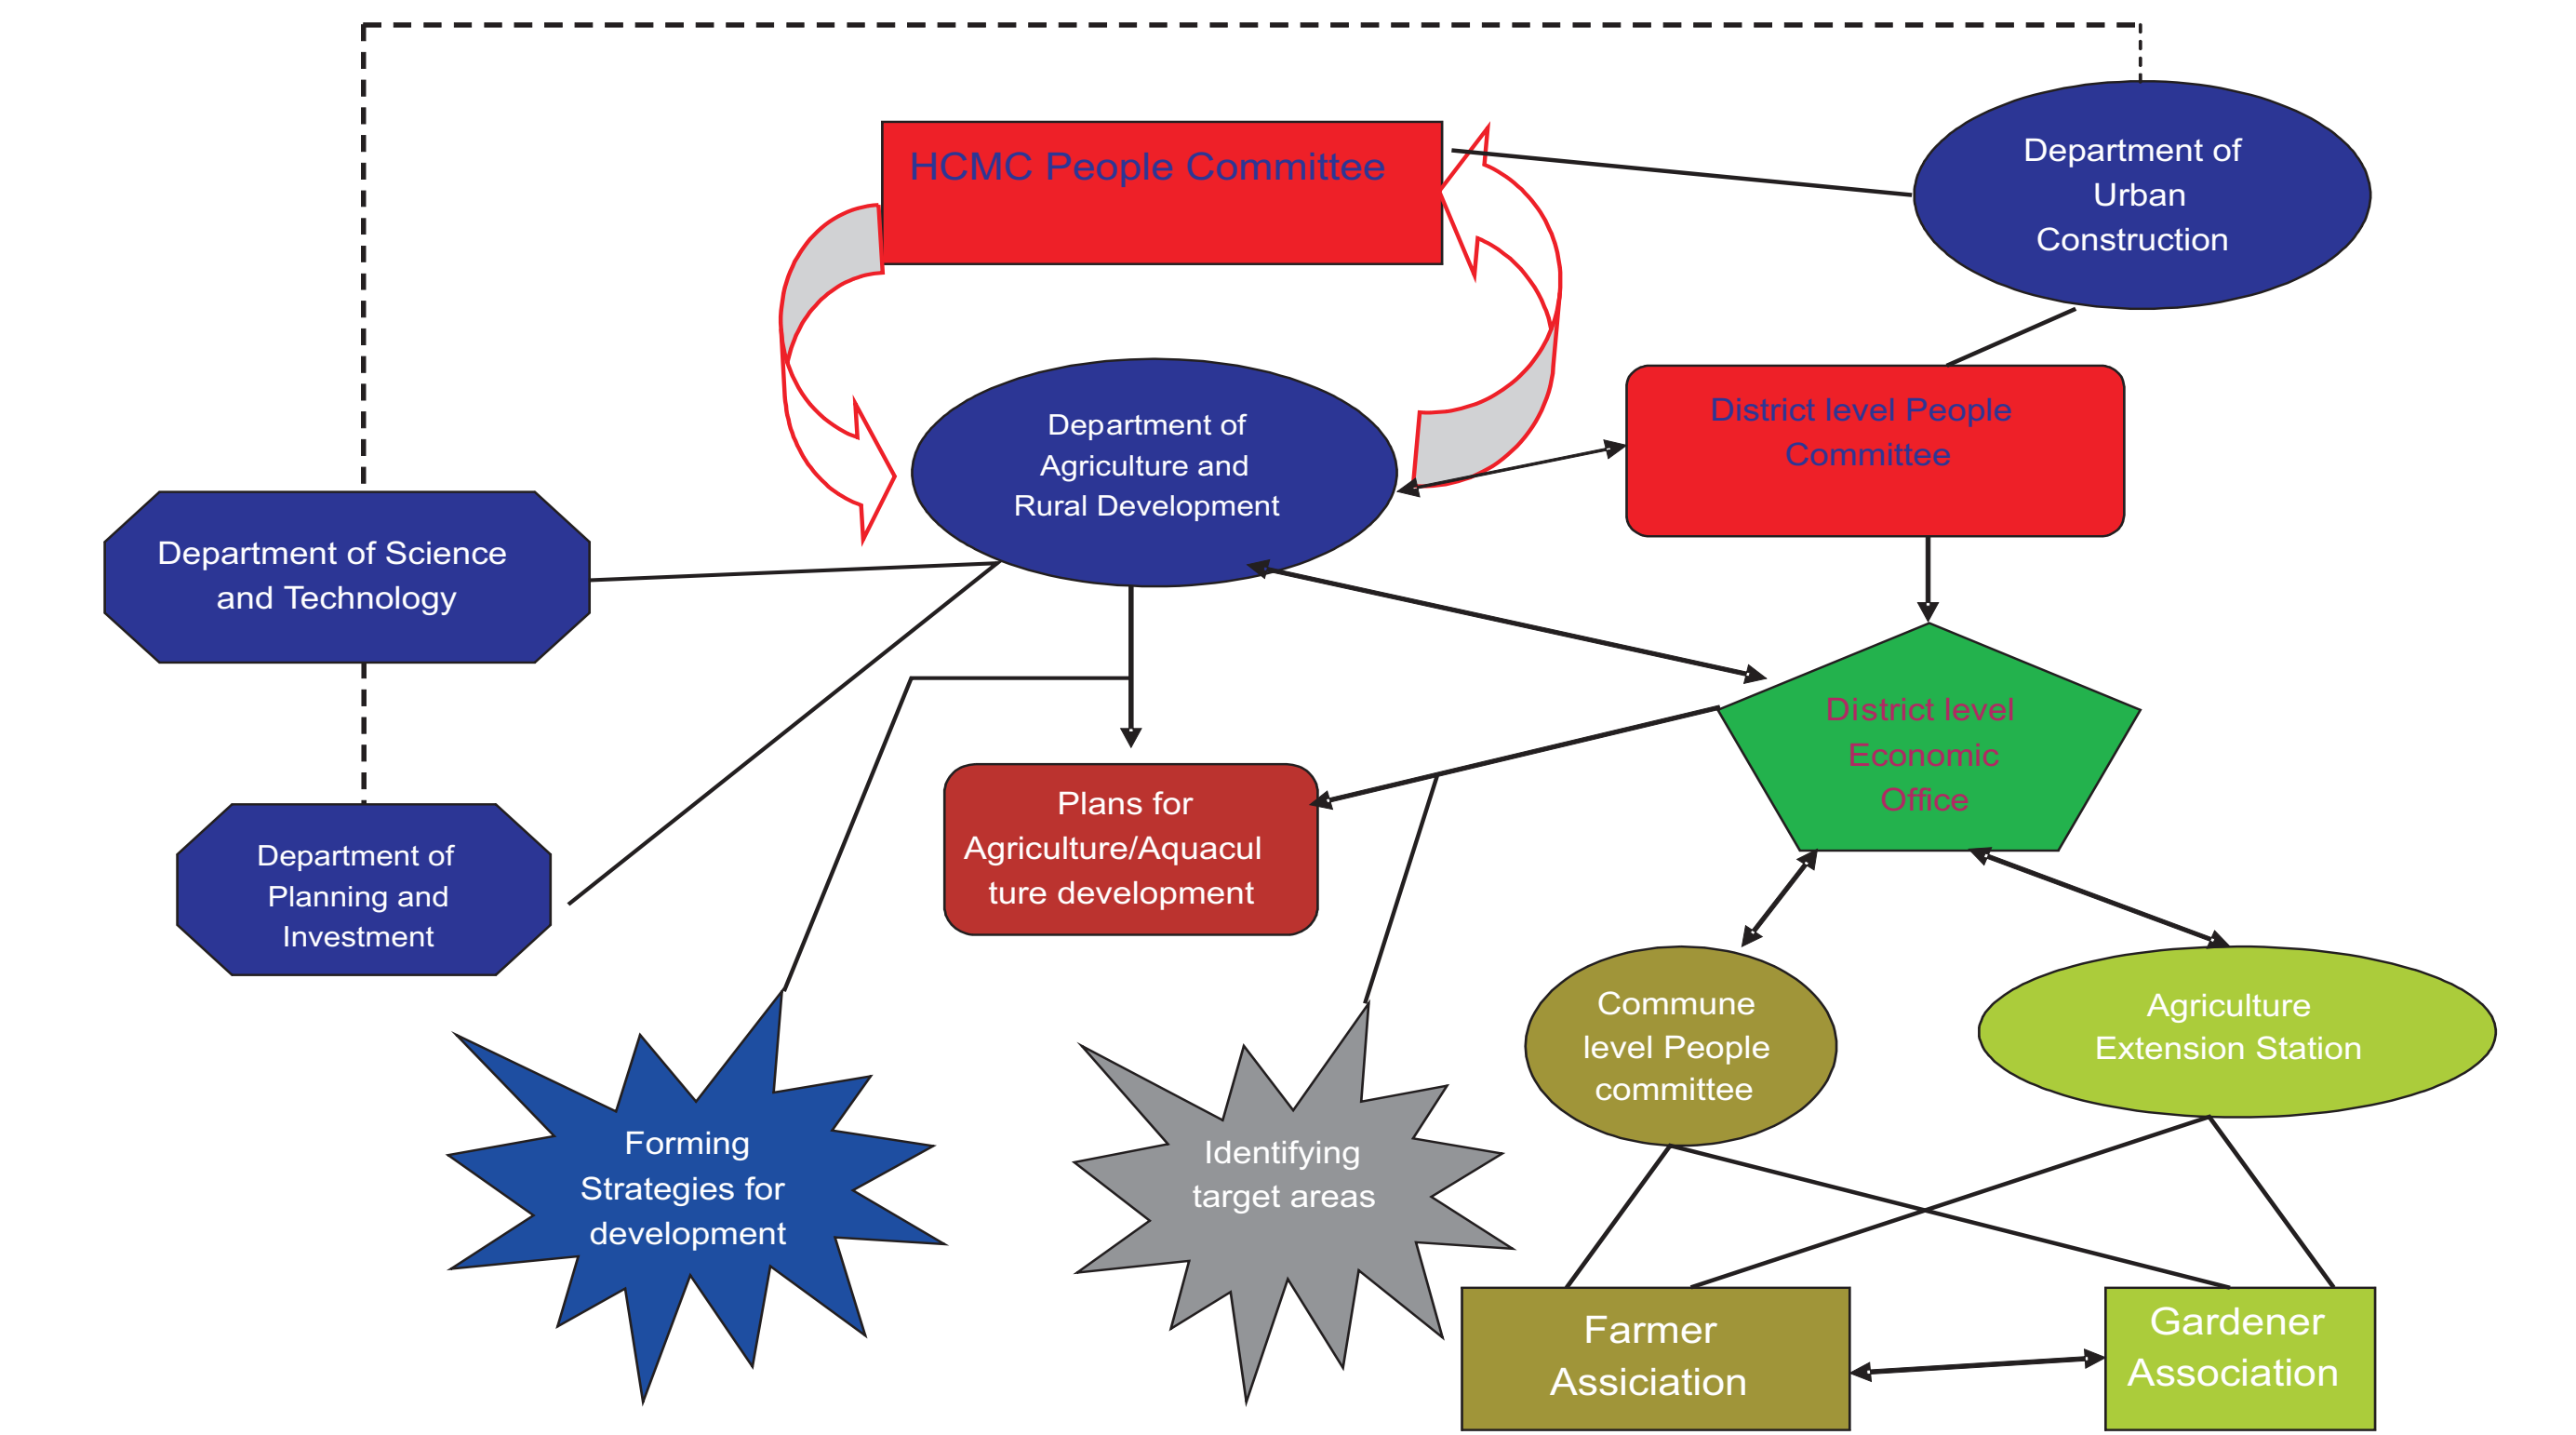 HCMC People Committee
Department of
Urban
Construction
Department of
Agriculture and
Rural Development
District level People
Committee
Department of Science
and Technology
District level
Economic
Office
Plans for
Agriculture/Aquacul
ture development
Department of
Planning and
Investment
Commune
level People
committee
Agriculture
Extension Station
Forming
Strategies for
development
Identifying
target areas
Farmer
Assiciation
Gardener
Association